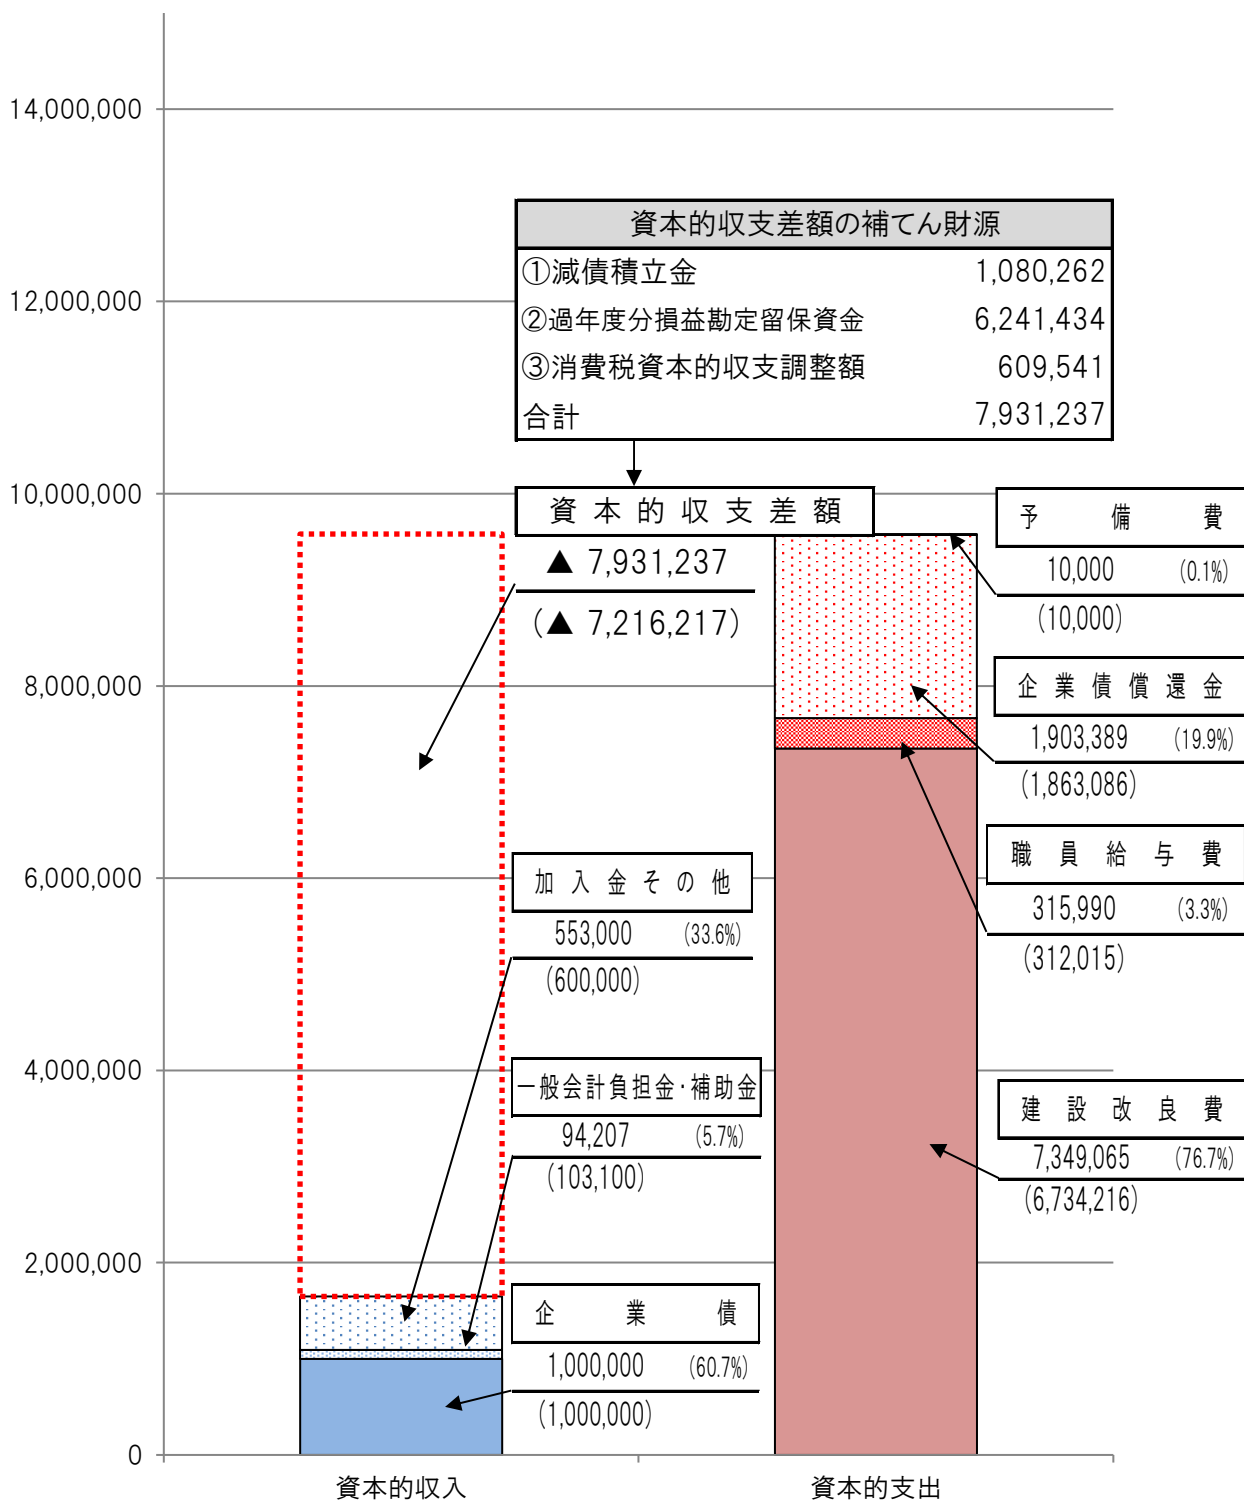 14,000,000
12,000,000
10,000,000
8,000,000
6,000,000
4,000,000
2,000,000
0
資本的収支差額の補てん財源
①減債積立金 1,080,262
②過年度分損益勘定留保資金 6,241,434
③消費税資本的収支調整額 609,541
合計 7,931,237
資本的収支差額
▲ 7,931,237
(▲ 7,216,217)
加入金その他
553,000 (33.6%)
(600,000)
一般会計負担金・補助金
94,207 (5.7%)
(103,100)
企業債
1,000,000 (60.7%)
(1,000,000)
予備費
10,000 (0.1%)
(10,000)
企業債償還金
1,903,389 (19.9%)
(1,863,086)
職員給与費
315,990 (3.3%)
(312,015)
建設改良費
7,349,065 (76.7%)
(6,734,216)
資本的収入
資本的支出